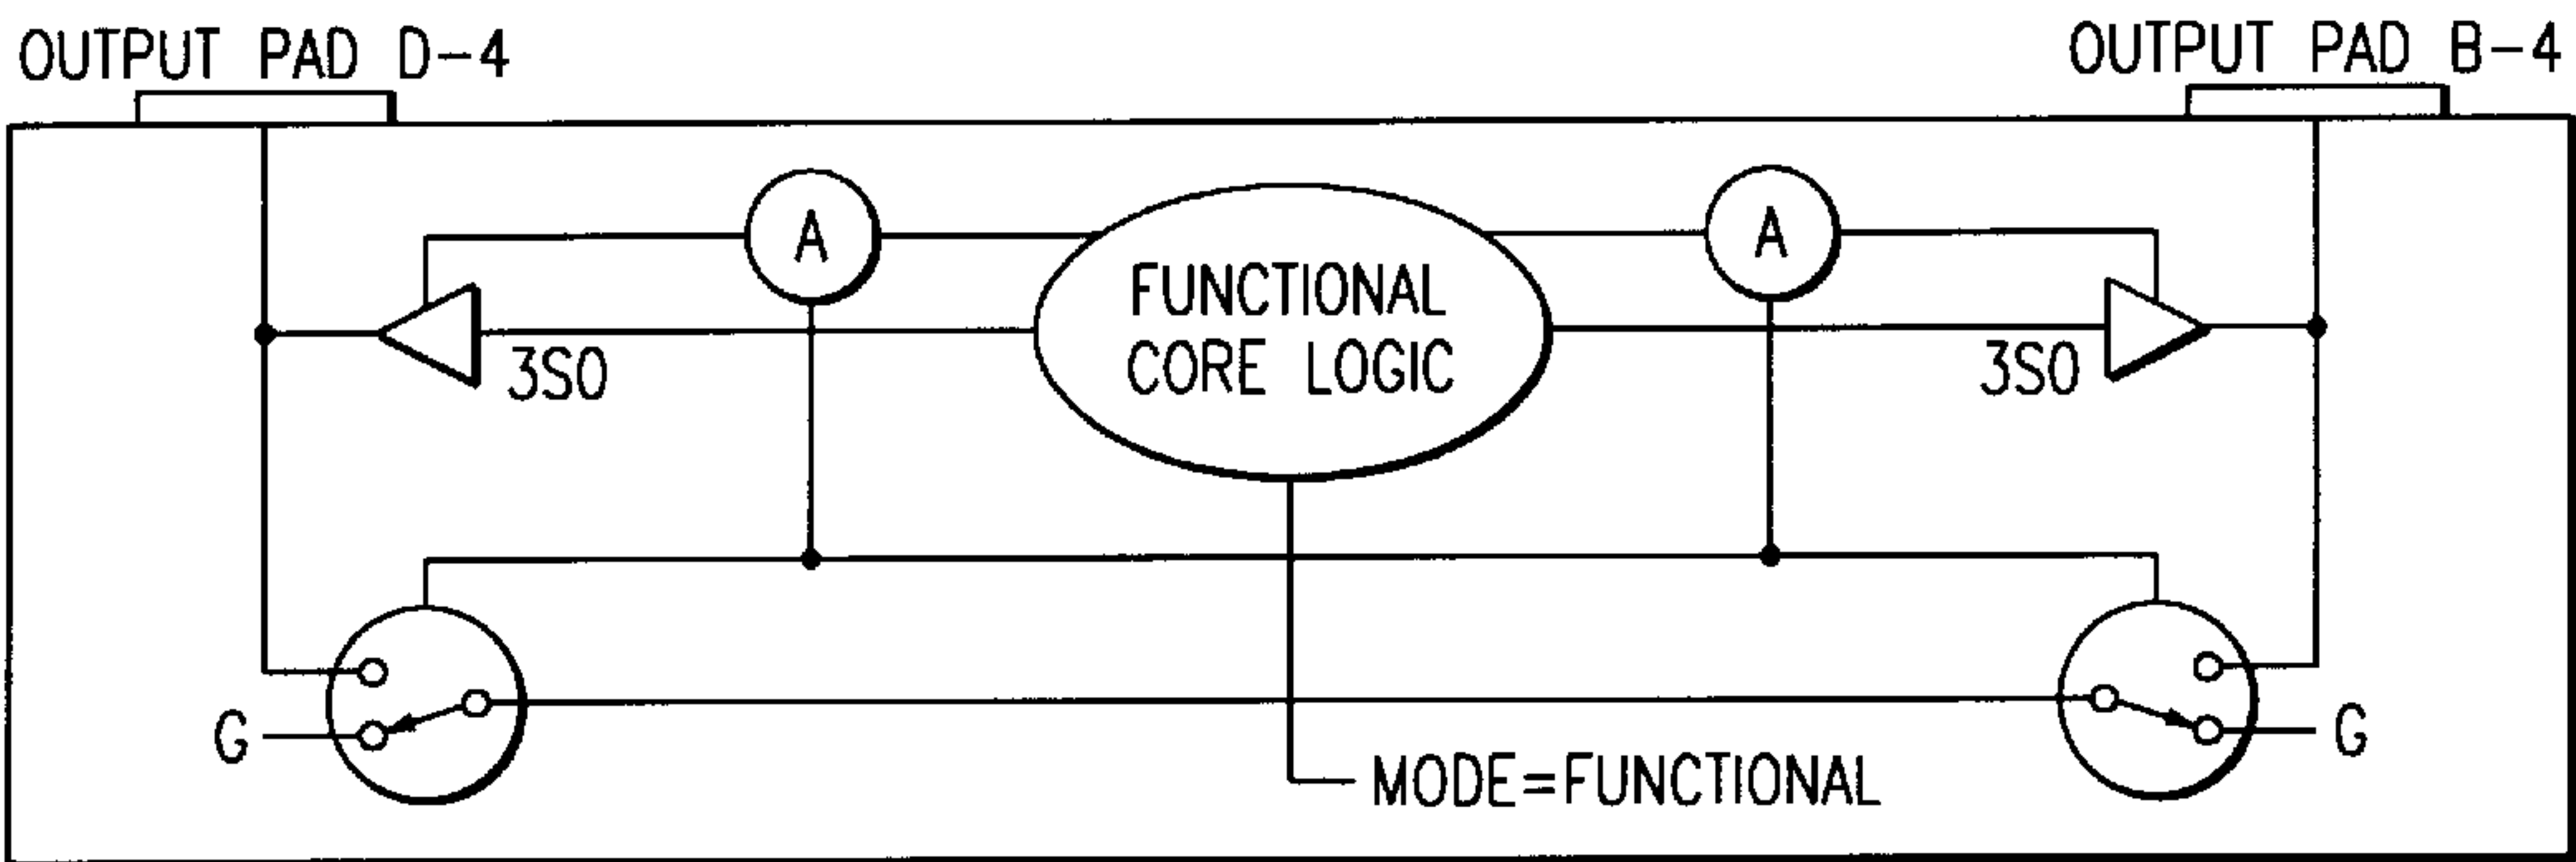 OUTPUT PAD D-4
OUTPUT PAD B-4
A
A
FUNCTIONAL
CORE LOGIC
3SO
3SO
G
G
MODE=FUNCTIONAL